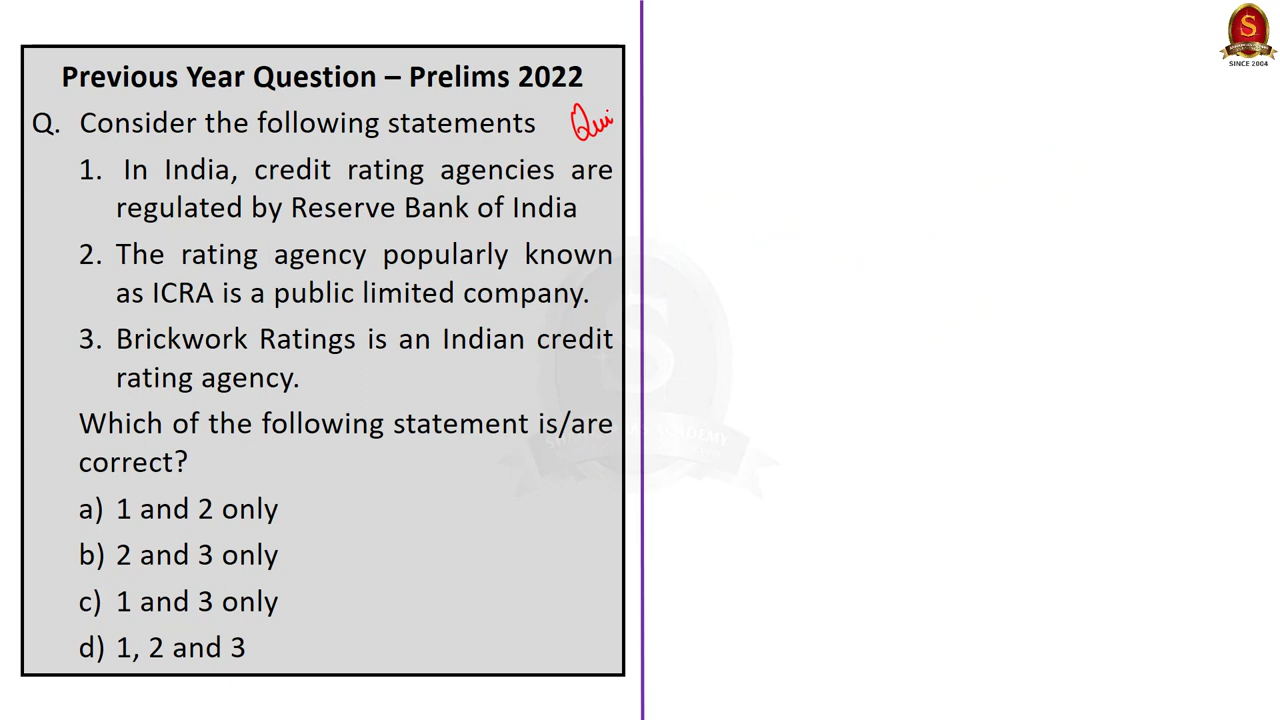 SINCE 2004
Previous Year Question – Prelims 2022
Q. Consider the following statements Qui
1. In India, credit rating agencies are
regulated by Reserve Bank of India
2. The rating agency popularly known
as ICRA is a public limited company.
3. Brickwork Ratings is an Indian credit
rating agency.
Which of the following statement is/are
correct?
a) 1 and 2 only
b) 2 and 3 only
c) 1 and 3 only
d) 1, 2 and 3